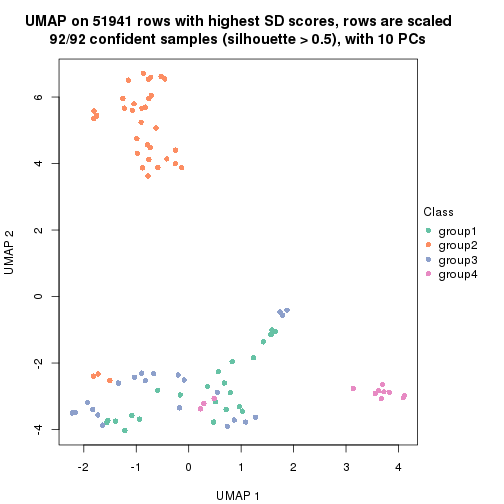 UMAP on 51941 rows with highest SD scores, rows are scaled
92/92 confident samples (silhouette > 0.5), with 10 PCs
6
4
2
0
-2
-4
UMAP 2
-2
-1
0
1
2
3
4
UMAP 1
Class
group1
group2
group3
group4